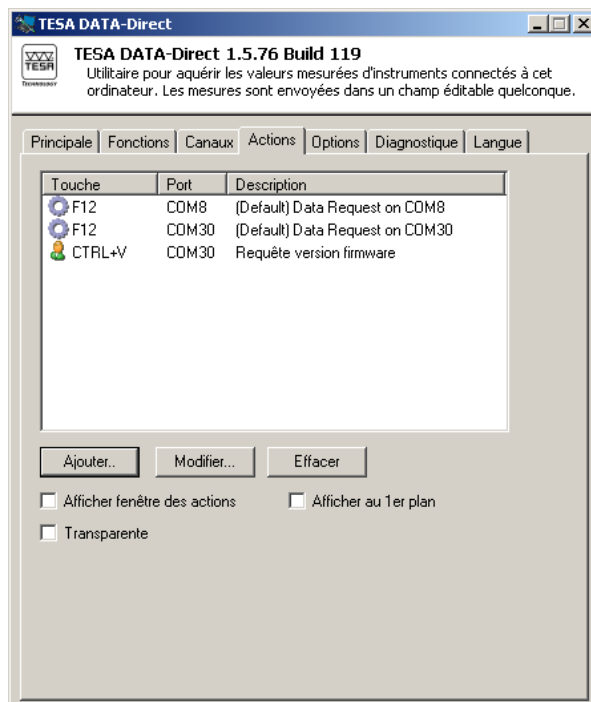 TESA DATA-Direct
TESA DATA-Direct 1.5.76 Build 119
Utilitaire pour aquérir les valeurs mesurées d'instruments connectés à cet
ordinateur. Les mesures sont envoyées dans un champ éditable quelconque.
TESA
TECHNOLOGY
Principale Fonctions Canaux Actions Options Diagnostique Langue
Touche Port Description
F12 COM8 (Default) Data Request on COM8
F12 COM30 (Default) Data Request on COM30
CTRL+V COM30 Requête version firmware
Ajouter.. Modifier... Effacer
Afficher fenêtre des actions Afficher au 1er plan
Transparente